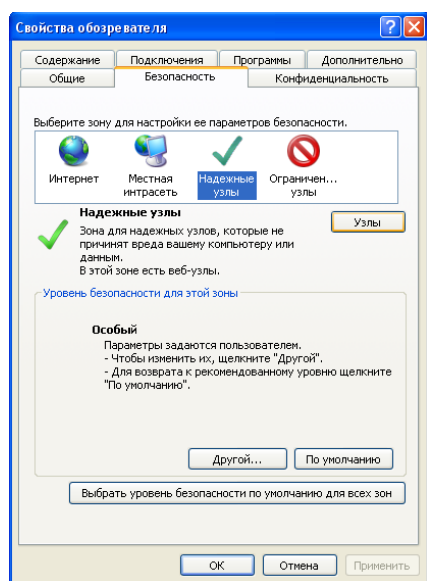 Свойства обозревателя
Содержание Подключения Программы Дополнительно
Общие Безопасность Конфиденциальность
Выберите зону для настройки ее параметров безопасности.
Интернет Местная интрасеть Надежные узлы Ограничен... узлы
Надежные узлы
Узлы
Зона для надежных узлов, которые не
причинят вреда вашему компьютеру или
данным.
В этой зоне есть веб-узлы.
Уровень безопасности для этой зоны
Особый
Параметры задаются пользователем.
- Чтобы изменить их, щелкните "Другой".
- Для возврата к рекомендованному уровню щелкните
"По умолчанию".
Другой... По умолчанию
Выбрать уровень безопасности по умолчанию для всех зон
ОК Отмена Применить